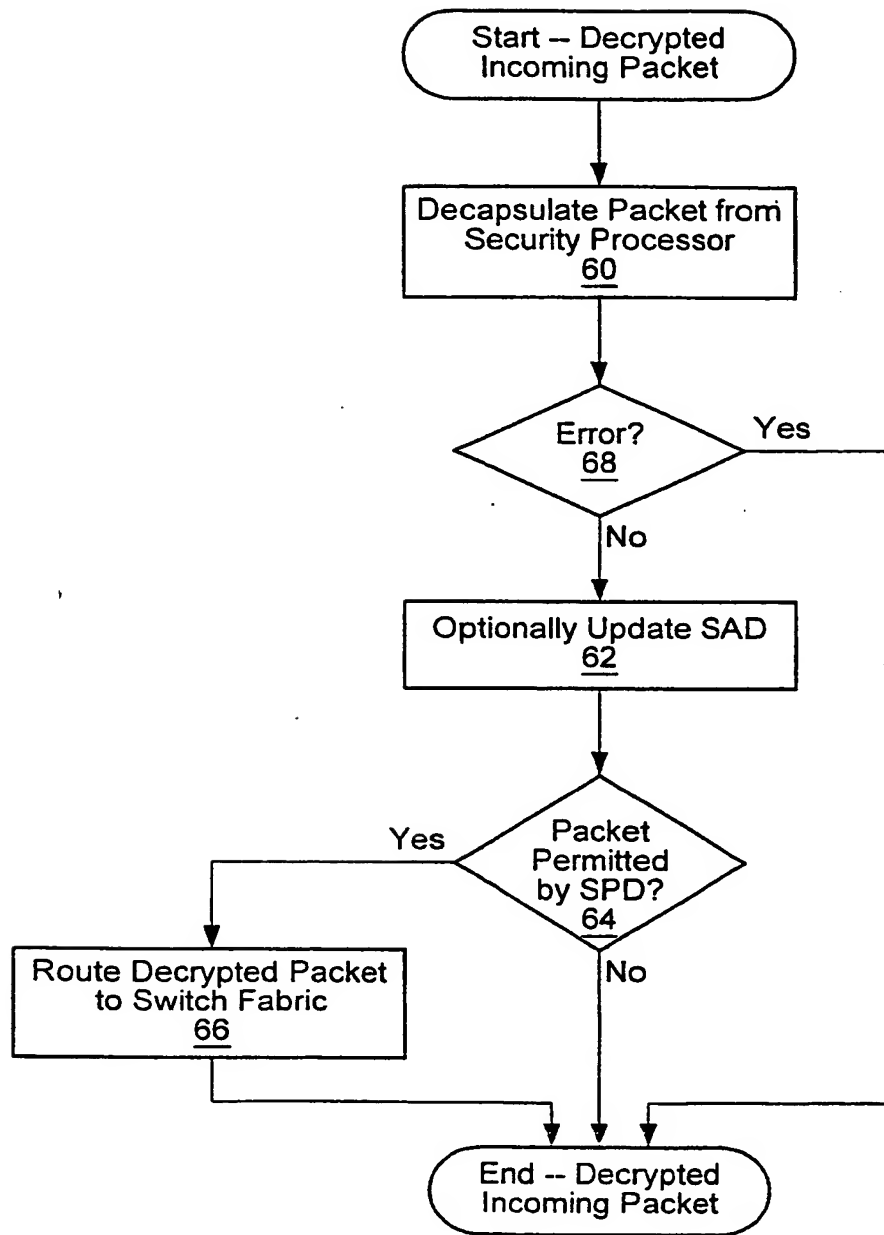 Start -- Decrypted
Incoming Packet
Decapsulate Packet from
Security Processor
60
Error?
68
Yes
No
Optionally Update SAD
62
Packet
Permitted
by SPD?
64
Yes
No
Route Decrypted Packet
to Switch Fabric
66
End -- Decrypted
Incoming Packet